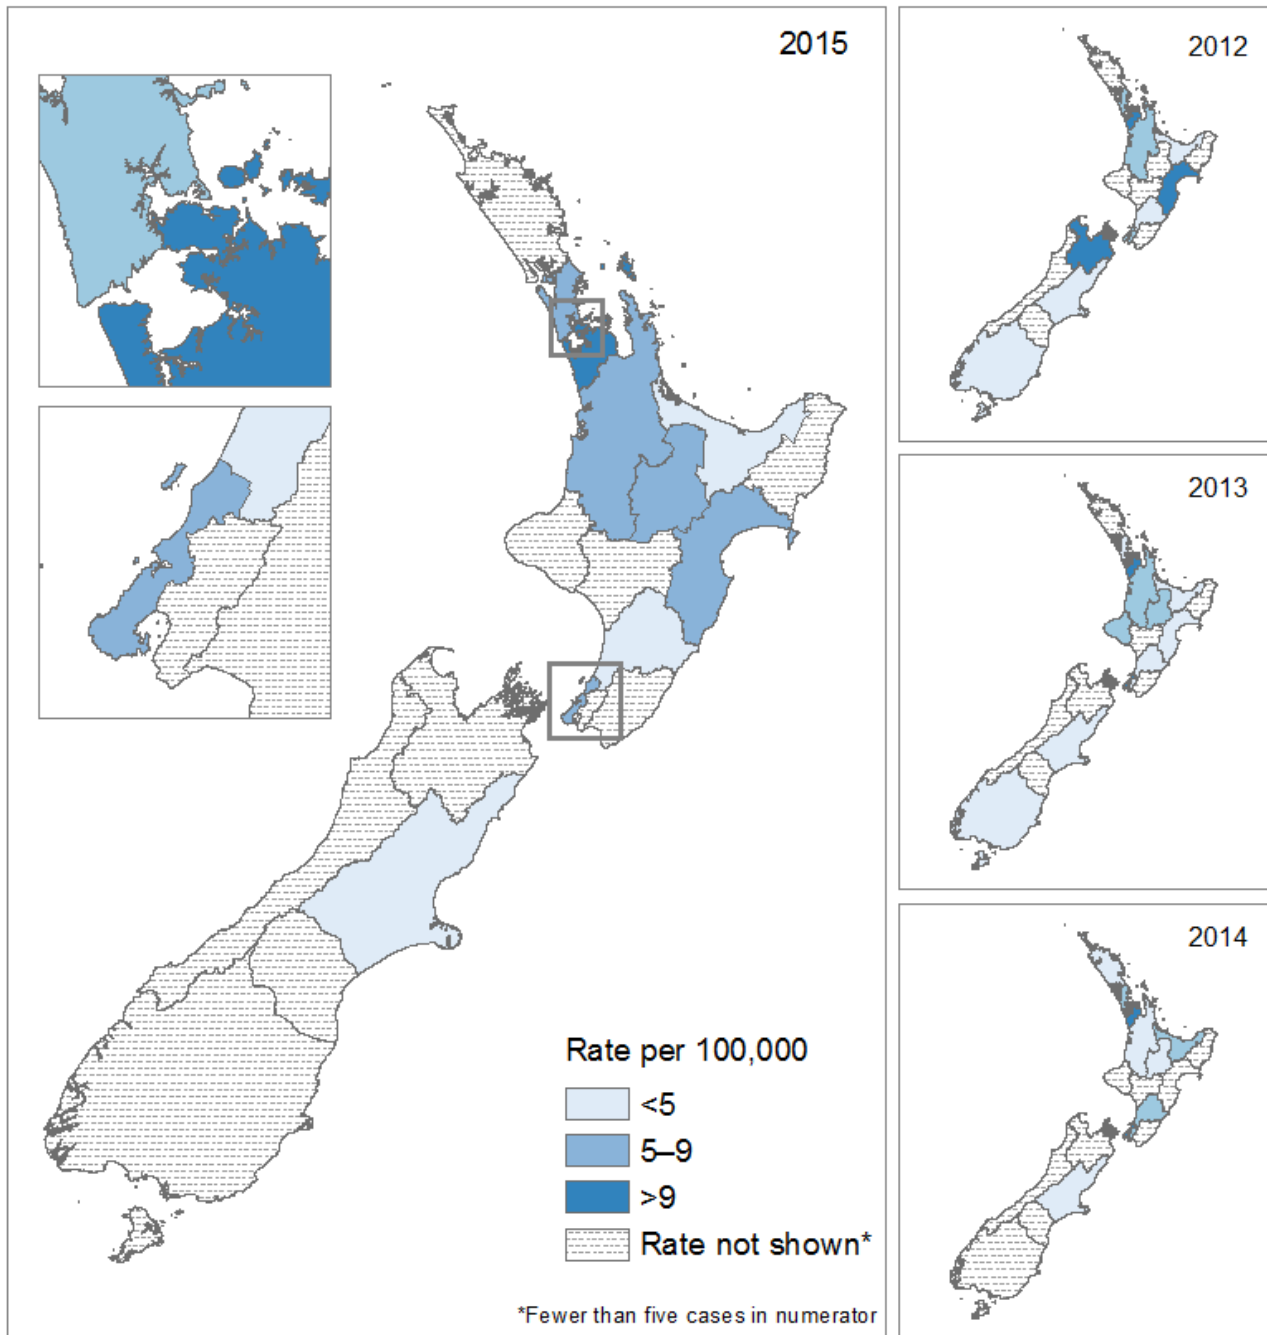 2015
2012
2013
2014
Rate per 100,000
<5
5–9
>9
Rate not shown*
*Fewer than five cases in numerator